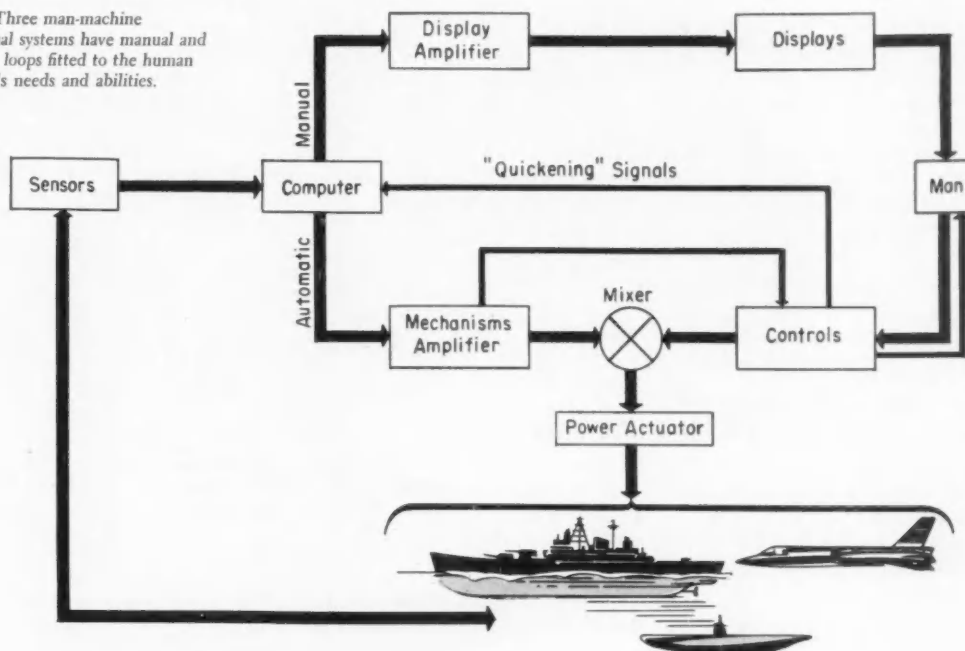 Three man-machine
systems have manual and
loops fitted to the human
needs and abilities.
Display
Amplifier
Displays
Manual
"Quickening" Signals
Sensors
Computer
Man
Automatic
Mixer
Mechanisms
Amplifier
Controls
Power Actuator